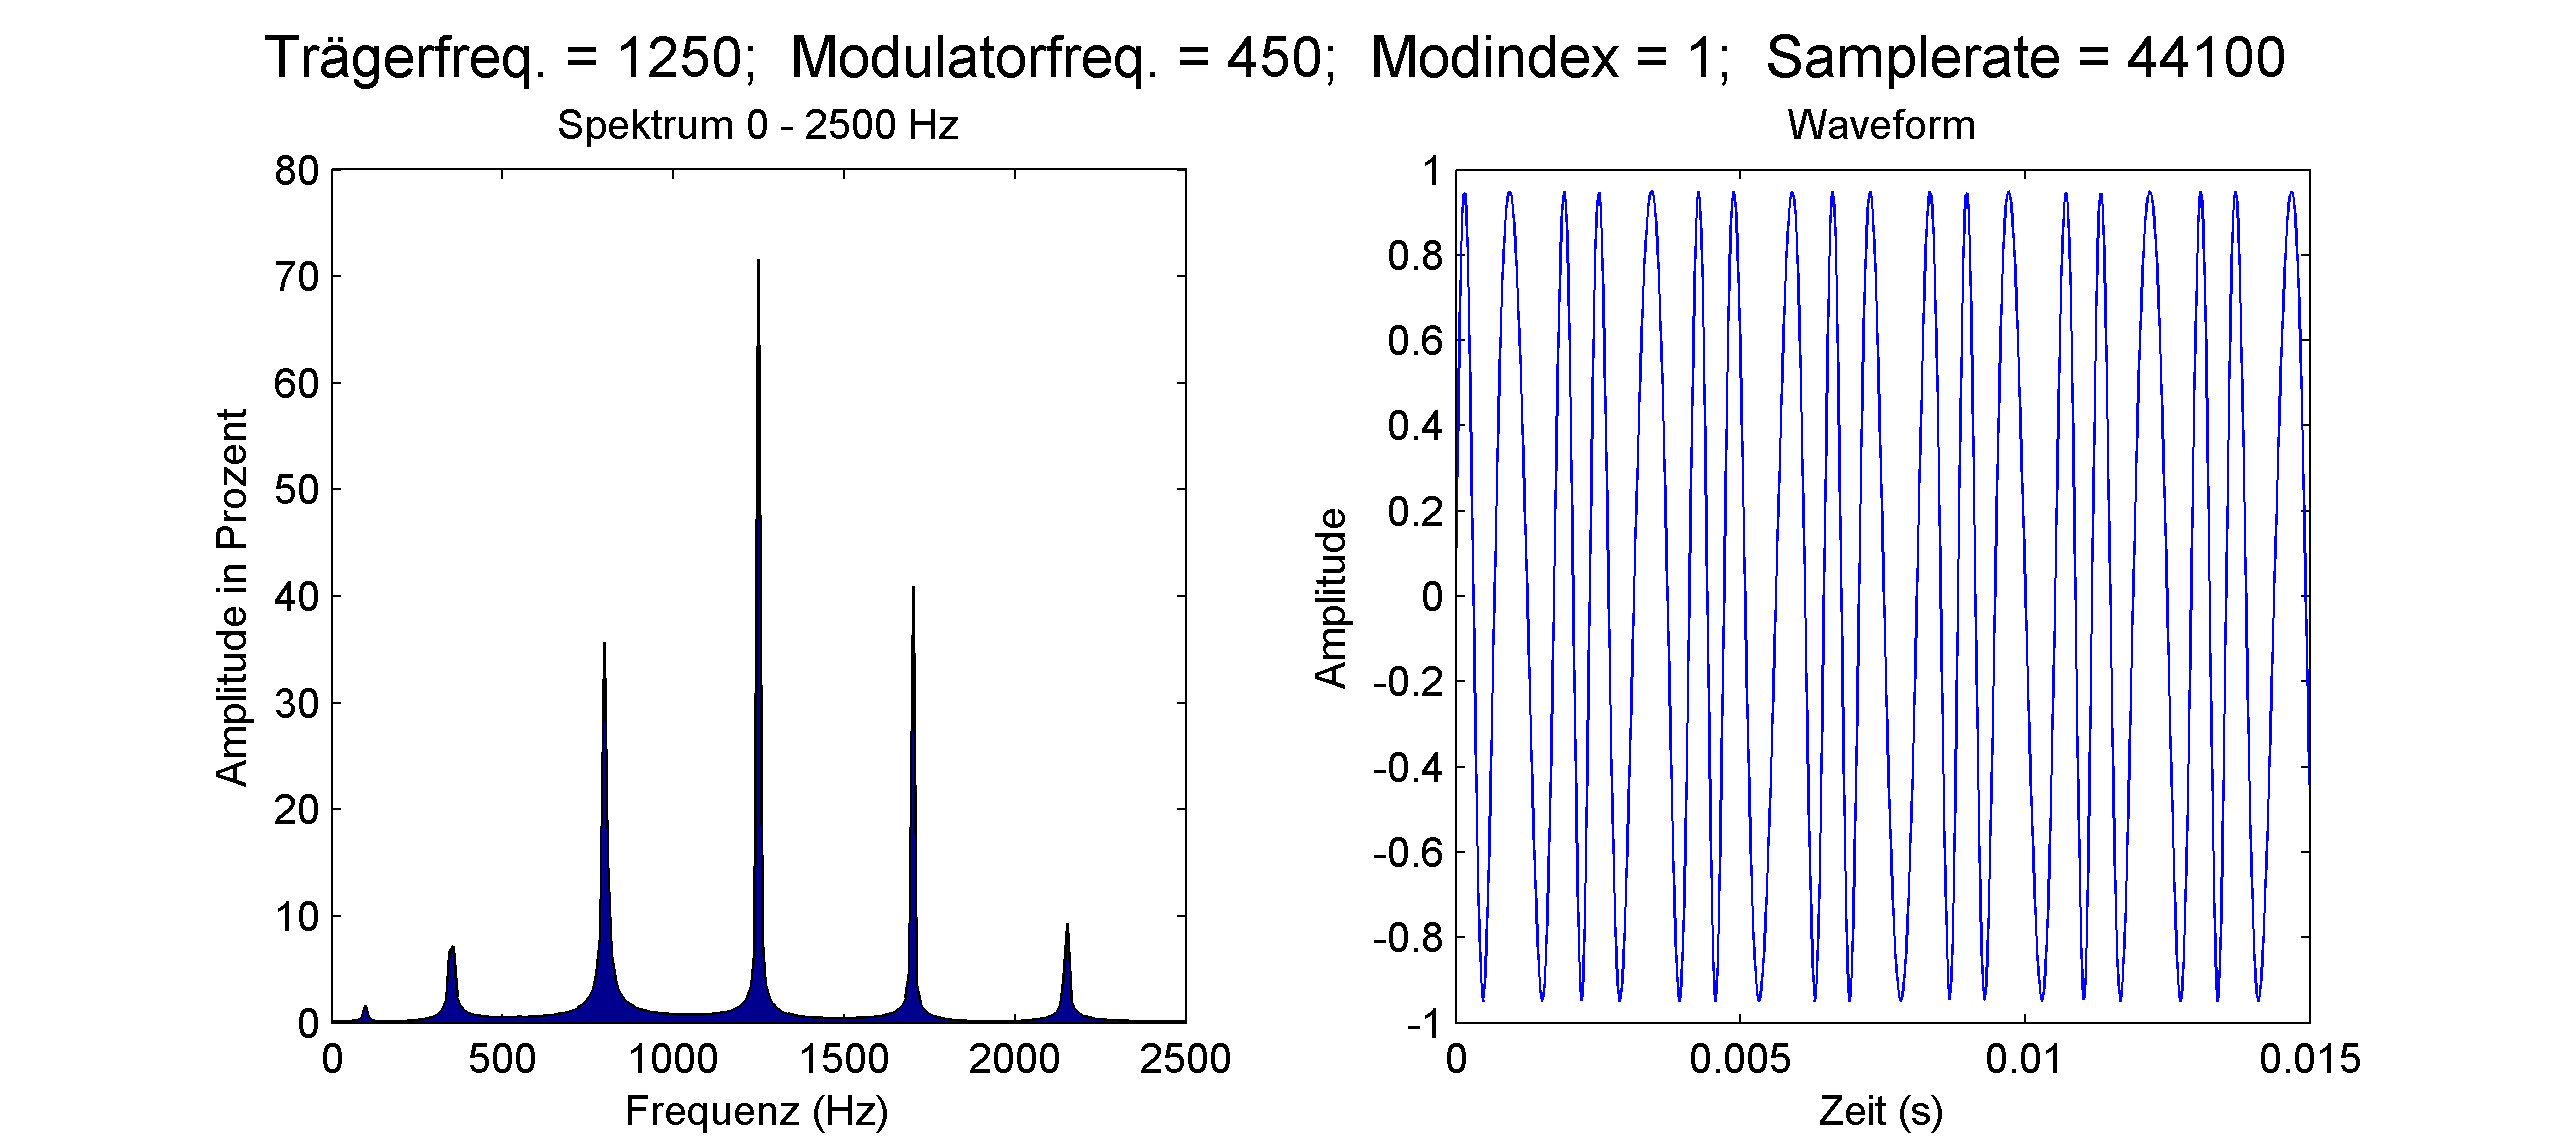 Trägerfreq. = 1250;  Modulatorfreq. = 450;  Modindex = 1;  Samplerate = 44100
Spektrum 0 - 2500 Hz
80
70
60
50
40
30
20
10
0
Amplitude in Prozent
0 500 1000 1500 2000 2500
Frequenz (Hz)
Waveform
1
0.8
0.6
0.4
0.2
0
-0.2
-0.4
-0.6
-0.8
-1
Amplitude
0 0.005 0.01 0.015
Zeit (s)